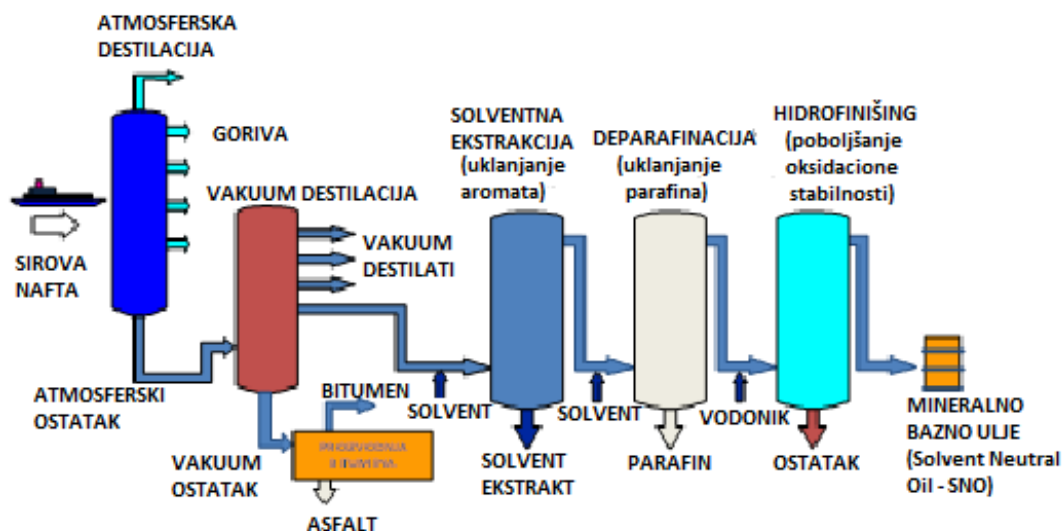 ATMOSFERSKA
DESTILACIJA
GORIVA
SIROVA
NAFTA
ATMOSFERSKI
OSTATAK
VAKUUM DESTILACIJA
VAKUUM
DESTILATI
VAKUUM
OSTATAK
BITUMEN
ASFALT
SOLVENT
SOLVENTNA
EKSTRAKCIJA
(uklanjanje
aromata)
SOLVENT
EKSTRAKT
SOLVENT
DEPARAFINACIJA
(uklanjanje
parafina)
PARAFIN
VODONIK
HIDROFINIŠING
(poboljšanje
oksidacione
stabilnosti)
OSTATAK
MINERALNO
BAZNO ULJE
(Solvent Neutral
Oil - SNO)